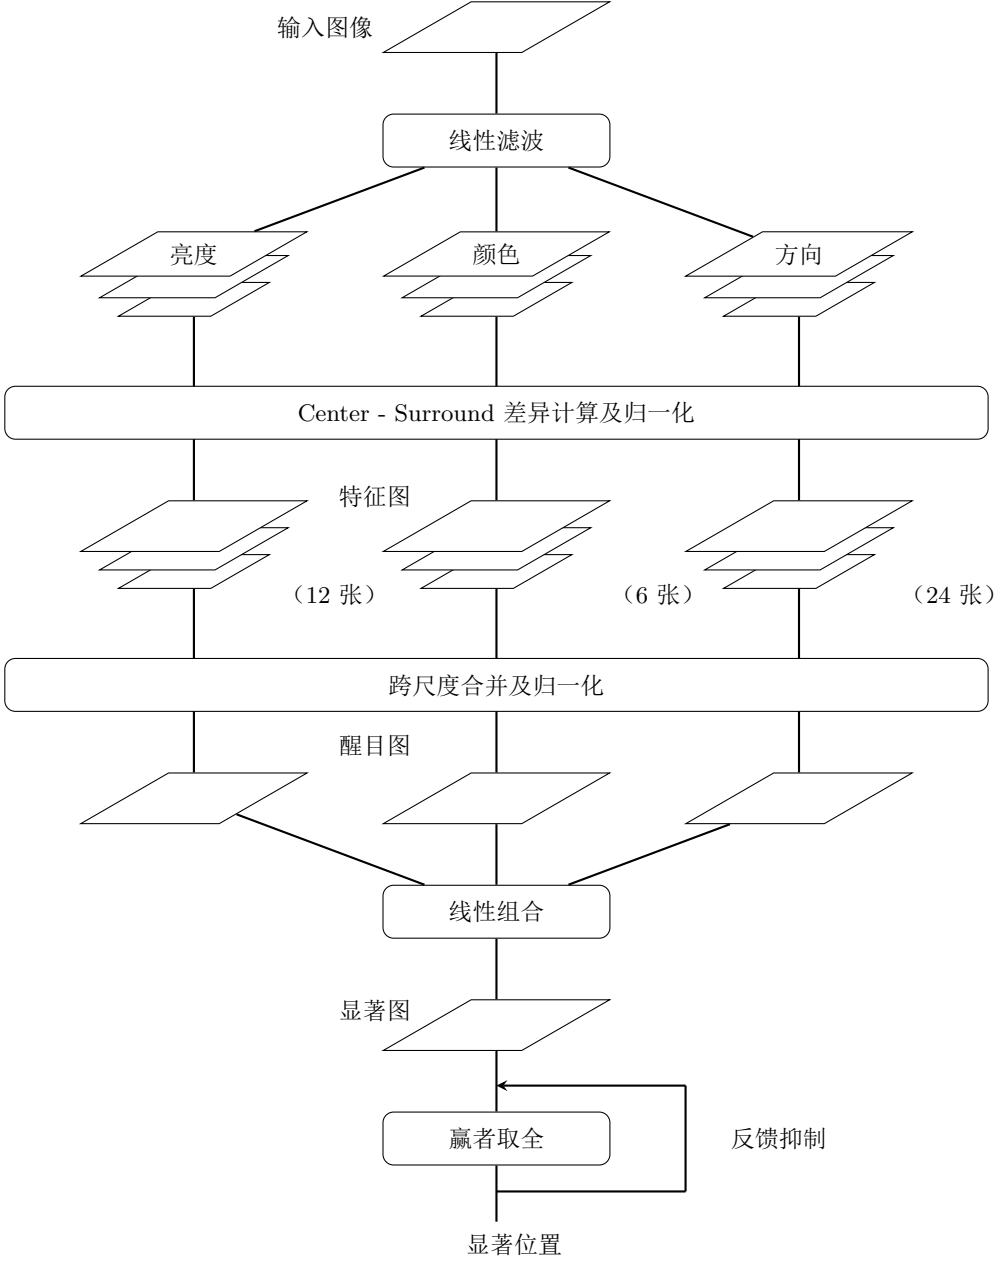 输入图像
线性滤波
亮度
颜色
方向
Center - Surround 差异计算及归一化
特征图
（12 张）
（6 张）
（24 张）
跨尺度合并及归一化
醒目图
线性组合
显著图
赢者取全
反馈抑制
显著位置